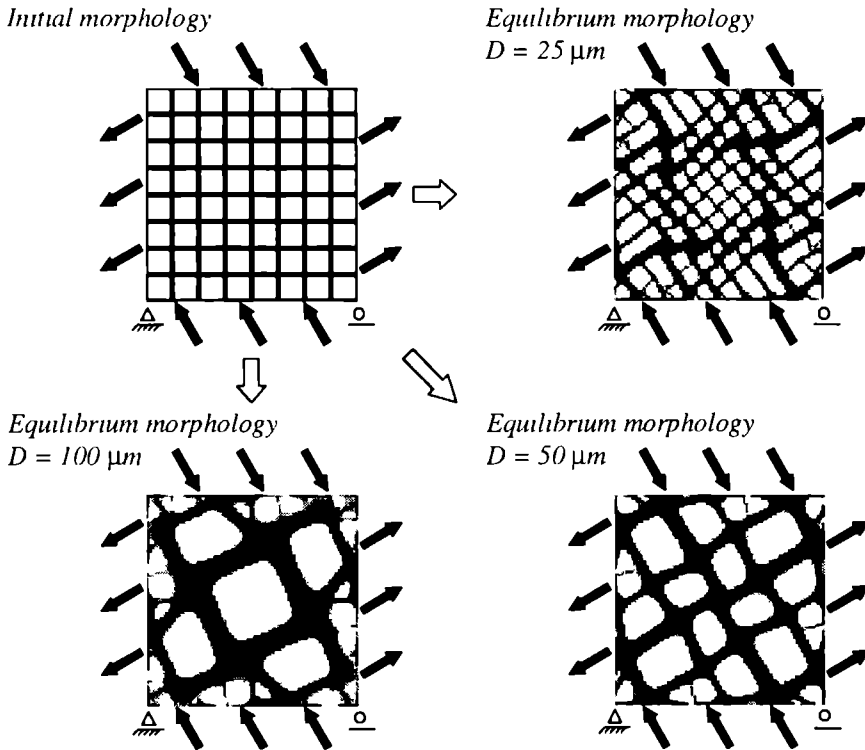 Initial morphology
Equilibrium morphology
D = 25 µm
Equilibrium morphology
D = 100 µm
Equilibrium morphology
D = 50 µm